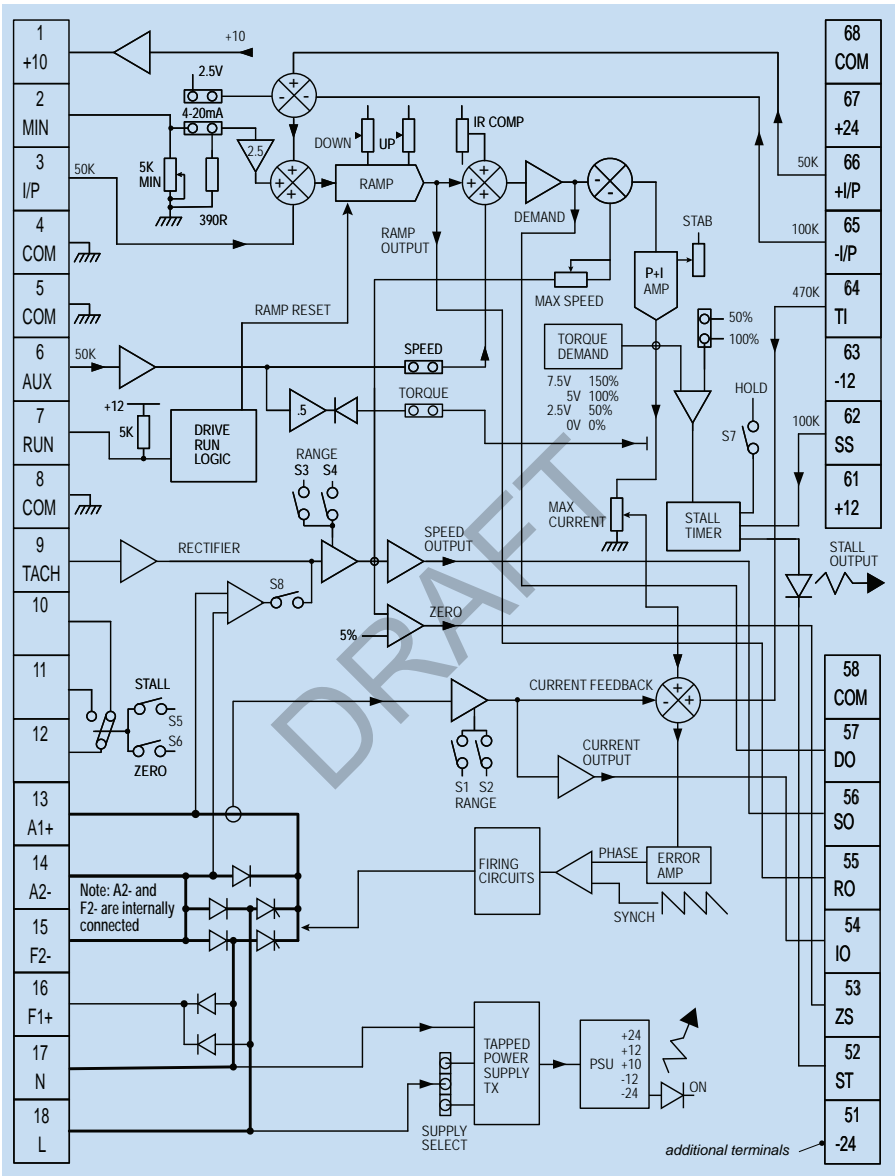 1
+10
2
MIN
3
I/P
4
COM
5
COM
6
AUX
7
RUN
8
COM
9
TACH
10
11
12
13
A1+
14
A2-
15
F2-
16
F1+
17
N
18
L
68
COM
67
+24
66
+I/P
65
-I/P
64
TI
63
-12
62
SS
61
+12
58
COM
57
DO
56
SO
55
RO
54
IO
53
ZS
52
ST
51
-24
+10
2.5V
4-20mA
2.5
5K
MIN
390R
50K
DOWN
UP
RAMP
IR COMP
+
+
-
-
+
+
+
+
+
+
+
+
-
-
DEMAND
RAMP
OUTPUT
MAX SPEED
STAB
P+I
AMP
50K
100K
470K
RAMP RESET
50K
SPEED
TORQUE
.5
TORQUE
DEMAND
7.5V 150%
5V 100%
2.5V 50%
0V 0%
50%
100%
HOLD
S7
100K
+12
5K
DRIVE
RUN
LOGIC
RANGE
S3 S4
MAX
CURRENT
STALL
TIMER
STALL
OUTPUT
RECTIFIER
SPEED
OUTPUT
S8
5%
ZERO
STALL
S5
S6
ZERO
CURRENT FEEDBACK
-
+
+
S1 S2
RANGE
CURRENT
OUTPUT
FIRING
CIRCUITS
PHASE
ERROR
AMP
SYNCH
Note: A2- and
F2- are internally
connected
TAPPED
POWER
SUPPLY
TX
SUPPLY
SELECT
PSU
+24
+12
+10
-12
-24
ON
additional terminals
DRAFT